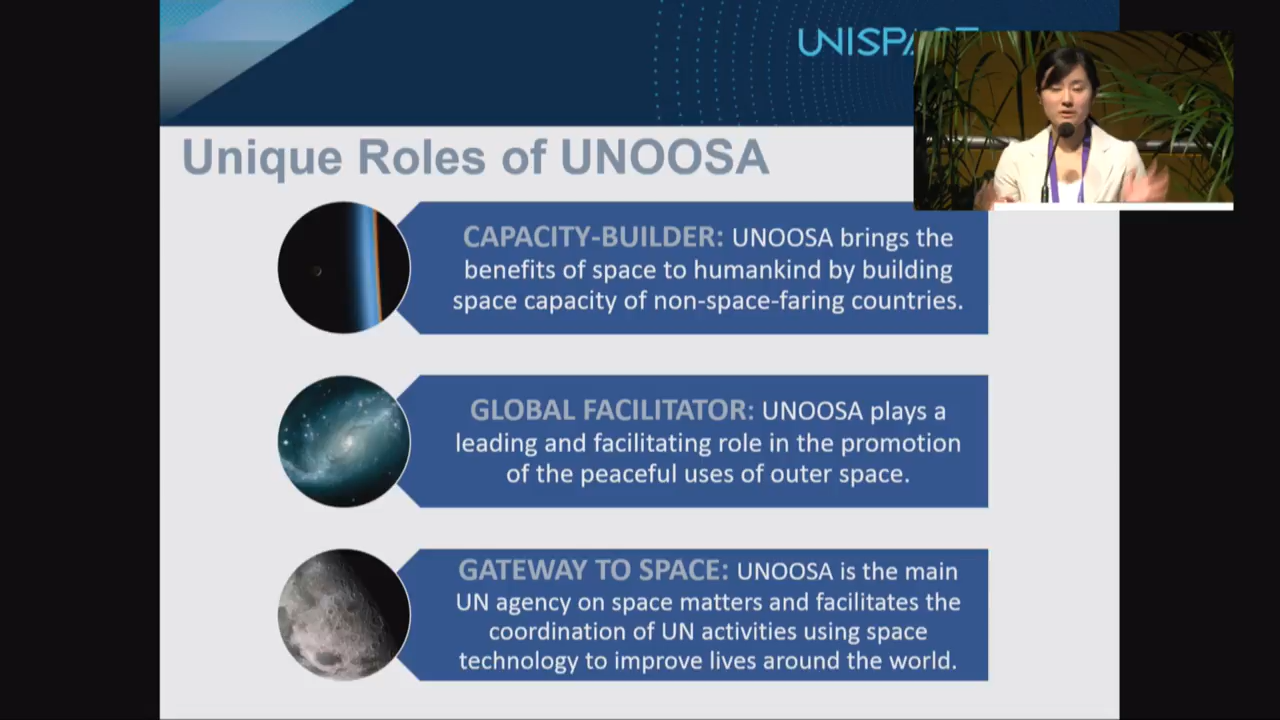 Unique Roles of UNOOSA
CAPACITY-BUILDER: UNOOSA brings the
benefits of space to humankind by building
space capacity of non-space-faring countries.
GLOBAL FACILITATOR: UNOOSA plays a
leading and facilitating role in the promotion
of the peaceful uses of outer space.
GATEWAY TO SPACE: UNOOSA is the main
UN agency on space matters and facilitates the
coordination of UN activities using space
technology to improve lives around the world.